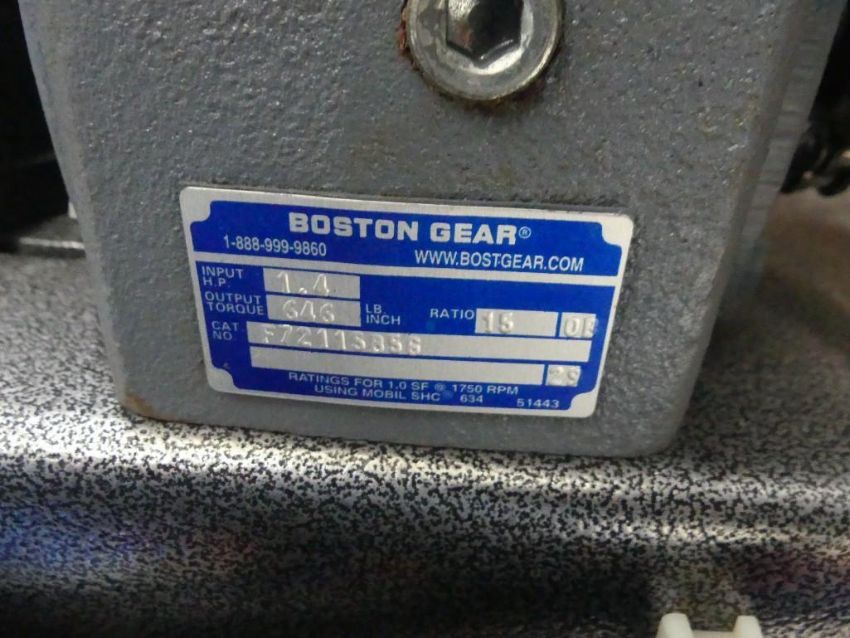 BOSTON GEAR®
1-888-999-9860
WWW.BOSTGEAR.COM
INPUT H.P. 1.4
OUTPUT TORQUE 646 LB. INCH RATIO 15
CAT. NO.
RATINGS FOR 1.0 SF @ 1750 RPM
USING MOBIL SHC® 634 51443